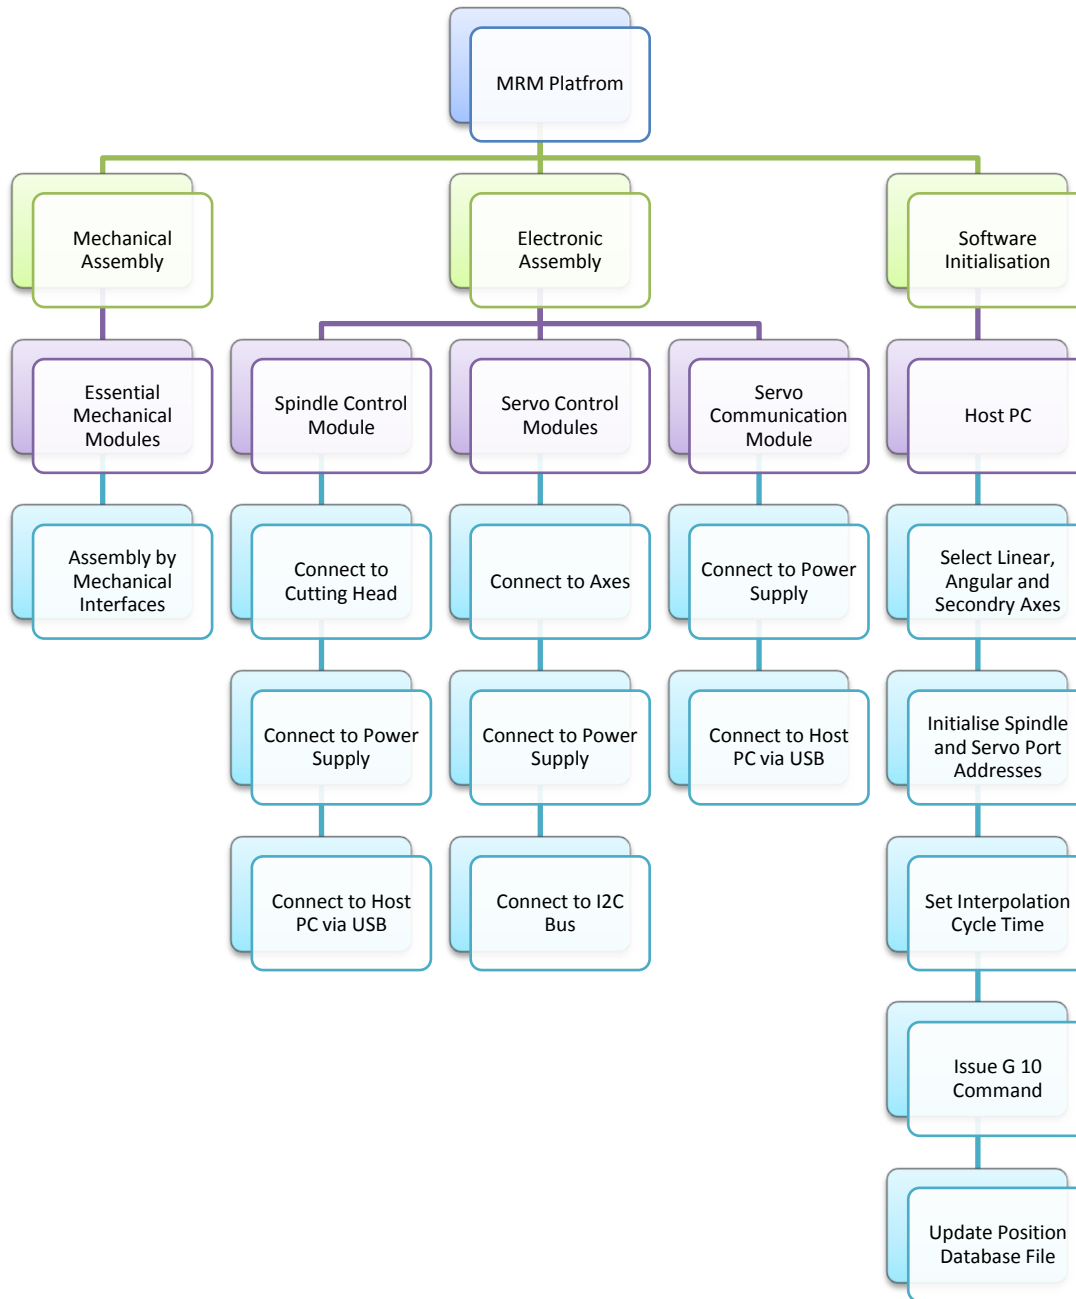 MRM Platfrom
Mechanical
Assembly
Electronic
Assembly
Software
Initialisation
Essential
Mechanical
Modules
Spindle Control
Module
Servo Control
Modules
Servo
Communication
Module
Host PC
Assembly by
Mechanical
Interfaces
Connect to
Cutting Head
Connect to Axes
Connect to Power
Supply
Select Linear,
Angular and
Secondry Axes
Connect to Power
Supply
Connect to Power
Supply
Connect to Host
PC via USB
Initialise Spindle
and Servo Port
Addresses
Connect to Host
PC via USB
Connect to I2C
Bus
Set Interpolation
Cycle Time
Issue G 10
Command
Update Position
Database File